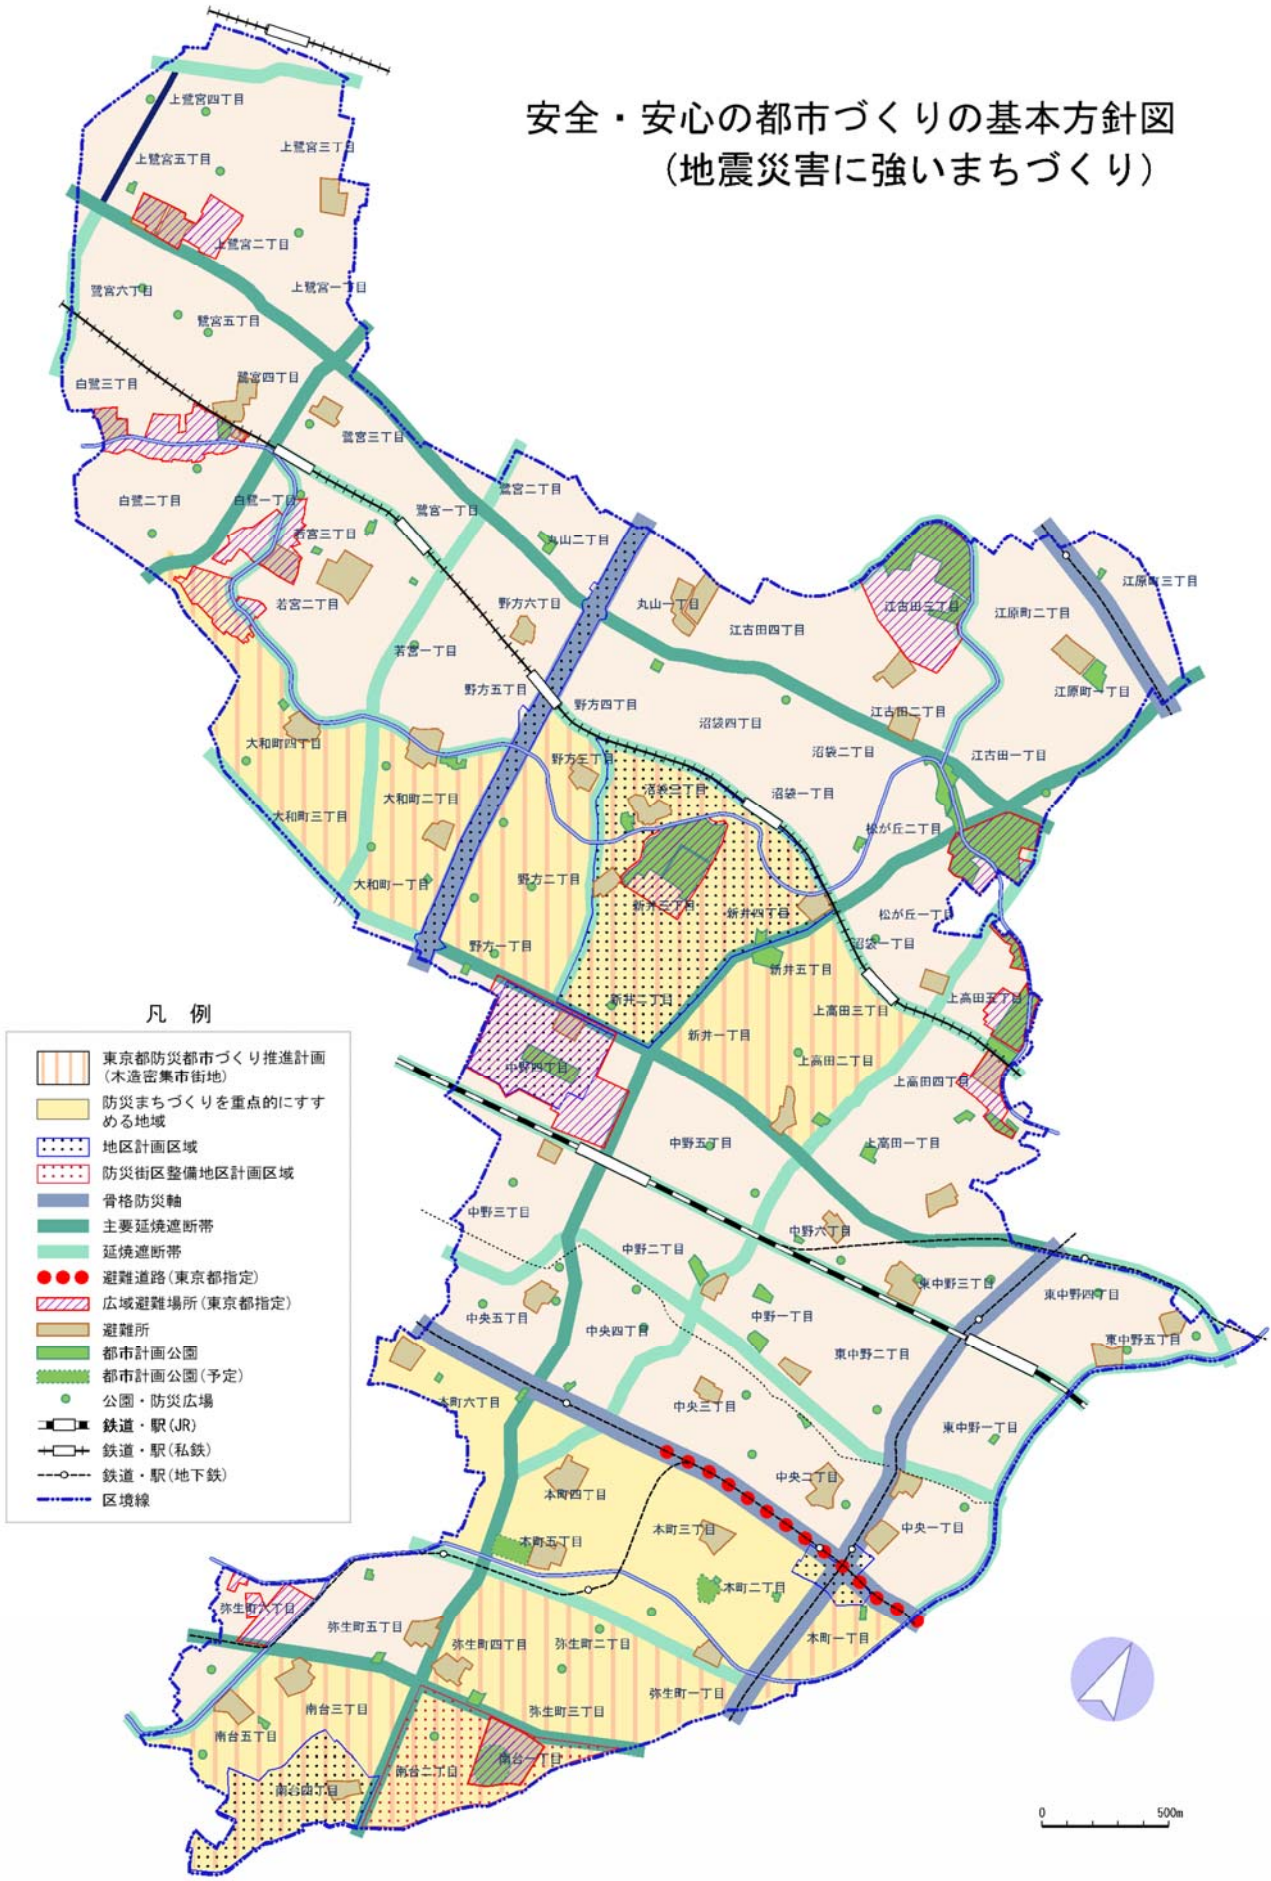 安全・安心の都市づくりの基本方針図
(地震災害に強いまちづくり)
上鷺宮四丁目
上鷺宮三丁目
上鷺宮五丁目
上鷺宮二丁目
上鷺宮一丁目
鷺宮六丁目
鷺宮五丁目
鷺宮四丁目
白鷺三丁目
鷺宮三丁目
鷺宮二丁目
白鷺二丁目
白鷺一丁目
鷺宮一丁目
若宮三丁目
丸山二丁目
江原町三丁目
若宮二丁目
野方六丁目
丸山一丁目
江古田三丁目
江原町二丁目
江古田四丁目
若宮一丁目
野方五丁目
野方四丁目
江原町一丁目
江古田二丁目
沼袋四丁目
大和町四丁目
野方三丁目
沼袋二丁目
江古田一丁目
沼袋三丁目
沼袋一丁目
大和町二丁目
大和町三丁目
松が丘二丁目
大和町一丁目
野方二丁目
新井三丁目
新井四丁目
松が丘一丁目
野方一丁目
沼袋一丁目
新井五丁目
新井二丁目
上高田五丁目
上高田三丁目
新井一丁目
上高田二丁目
中野四丁目
上高田四丁目
中野五丁目
上高田一丁目
中野三丁目
中野六丁目
中野二丁目
東中野三丁目
東中野四丁目
中央五丁目
中央四丁目
中野一丁目
東中野五丁目
東中野二丁目
本町六丁目
中央三丁目
東中野一丁目
中央二丁目
本町四丁目
中央一丁目
本町三丁目
本町五丁目
本町二丁目
弥生町六丁目
弥生町五丁目
弥生町四丁目
弥生町二丁目
本町一丁目
弥生町一丁目
南台三丁目
弥生町三丁目
南台五丁目
南台一丁目
南台二丁目
南台四丁目
凡 例
東京都防災都市づくり推進計画
(木造密集市街地)
防災まちづくりを重点的にすす
める地域
地区計画区域
防災街区整備地区計画区域
骨格防災軸
主要延焼遮断帯
延焼遮断帯
避難道路(東京都指定)
広域避難場所(東京都指定)
避難所
都市計画公園
都市計画公園(予定)
公園・防災広場
鉄道・駅(JR)
鉄道・駅(私鉄)
鉄道・駅(地下鉄)
区境線
0 500m